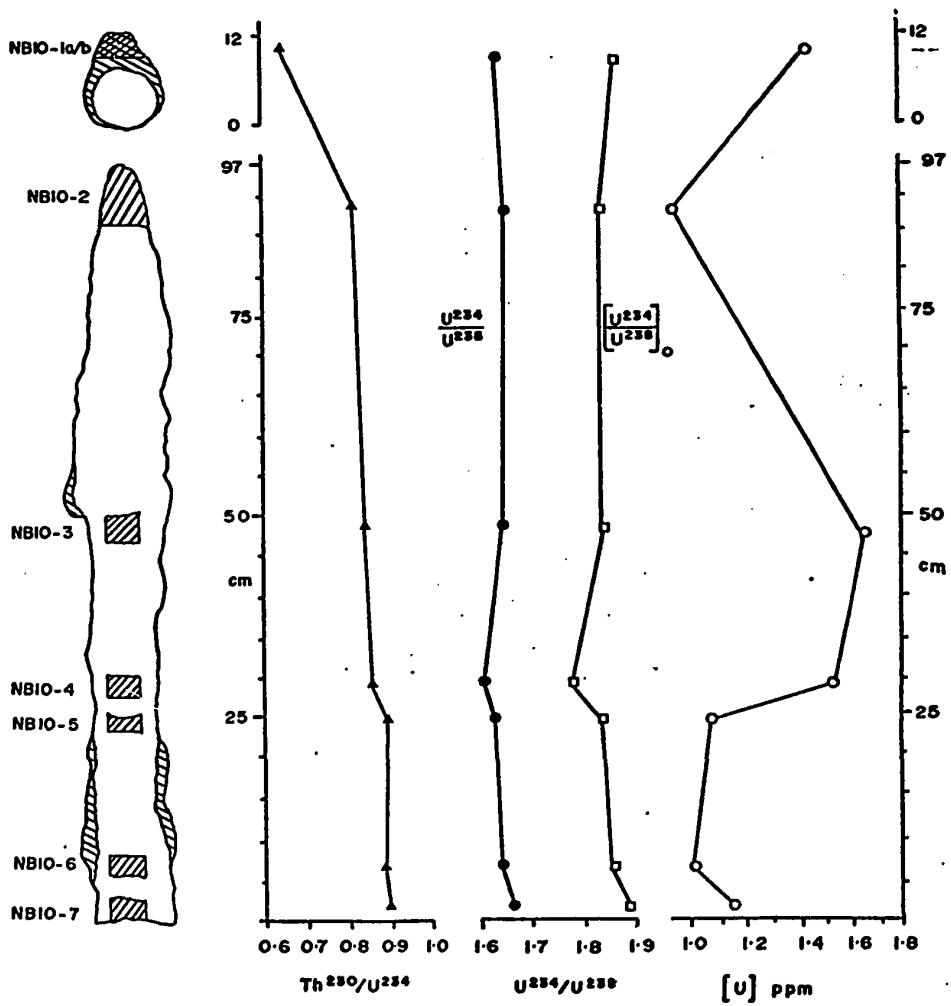 NB10-1a/b
NB10-2
NB10-3
NB10-4
NB10-5
NB10-6
NB10-7
12
0
97
75
50
cm
25
0.6 0.7 0.8 0.9 1.0
Th²³⁰/U²³⁴
U²³⁴/U²³⁸
[U²³⁴/U²³⁸]₀
1.6 1.7 1.8 1.9
U²³⁴/U²³⁸
12
0
97
75
50
cm
25
1.0 1.2 1.4 1.6 1.8
[U] ppm